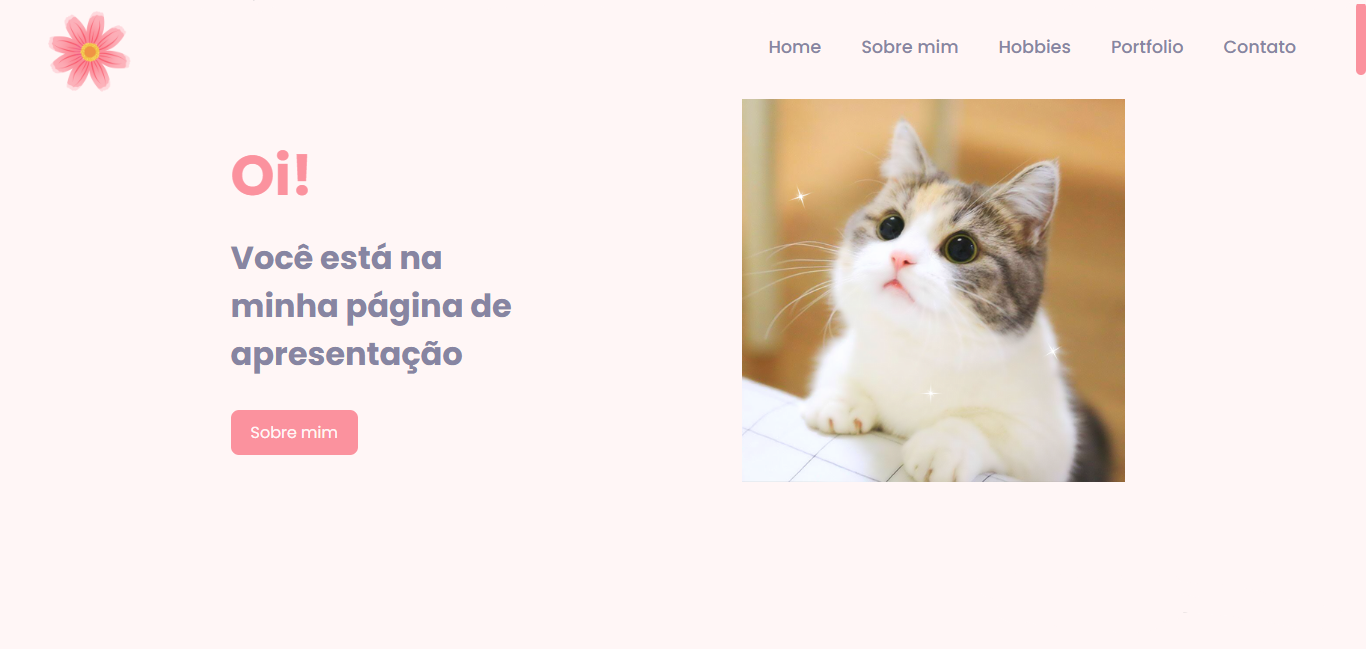 Home Sobre mim Hobbies Portfolio Contato
Oi!
Você está na
minha página de
apresentação
Sobre mim